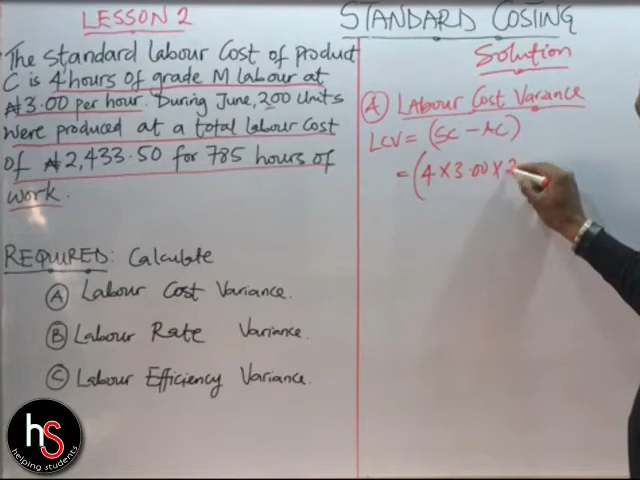 LESSON 2
STANDARD COSTING
The Standard Labour Cost of product
C is 4 hours of grade M labour at
₦3.00 per hour. During June, 200 Units
were produced at a total labour cost
of ₦2,433.50 for 785 hours of
work.
REQUIRED: Calculate
Ⓐ Labour Cost Variance.
Ⓑ Labour Rate Variance.
Ⓒ Labour Efficiency Variance.
Solution
Ⓐ LABOUR COST VARIANCE
LCV = (SC - AC)
= (4 × 3.00 × 2
hS
helping students